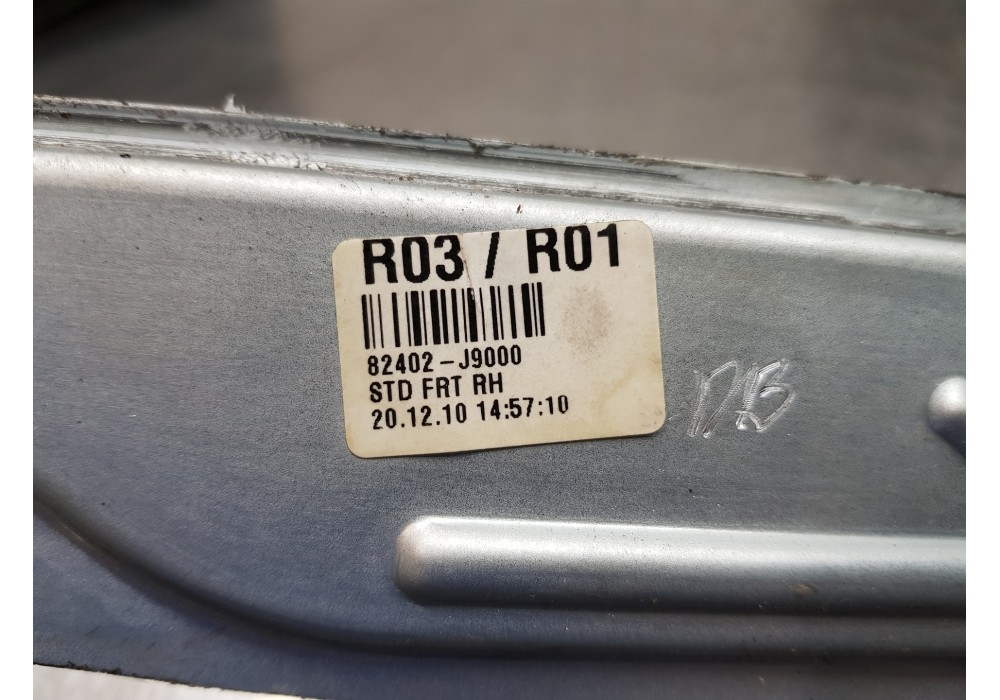 R03 / R01
82402-J9000
STD FRT RH
20.12.10 14:57:10